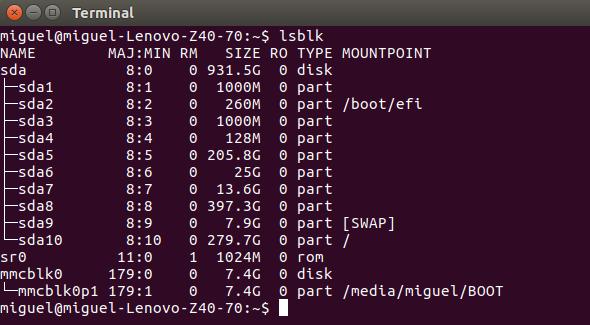 Terminal
miguel@miguel-Lenovo-Z40-70:~$ lsblk
NAME        MAJ:MIN RM   SIZE RO TYPE MOUNTPOINT
sda           8:0    0 931.5G  0 disk
├─sda1        8:1    0  1000M  0 part
├─sda2        8:2    0   260M  0 part /boot/efi
├─sda3        8:3    0  1000M  0 part
├─sda4        8:4    0   128M  0 part
├─sda5        8:5    0 205.8G  0 part
├─sda6        8:6    0    25G  0 part
├─sda7        8:7    0  13.6G  0 part
├─sda8        8:8    0 397.3G  0 part
├─sda9        8:9    0   7.9G  0 part [SWAP]
└─sda10       8:10   0 279.7G  0 part /
sr0          11:0    1  1024M  0 rom
mmcblk0     179:0    0   7.4G  0 disk
└─mmcblk0p1 179:1    0   7.4G  0 part /media/miguel/BOOT
miguel@miguel-Lenovo-Z40-70:~$